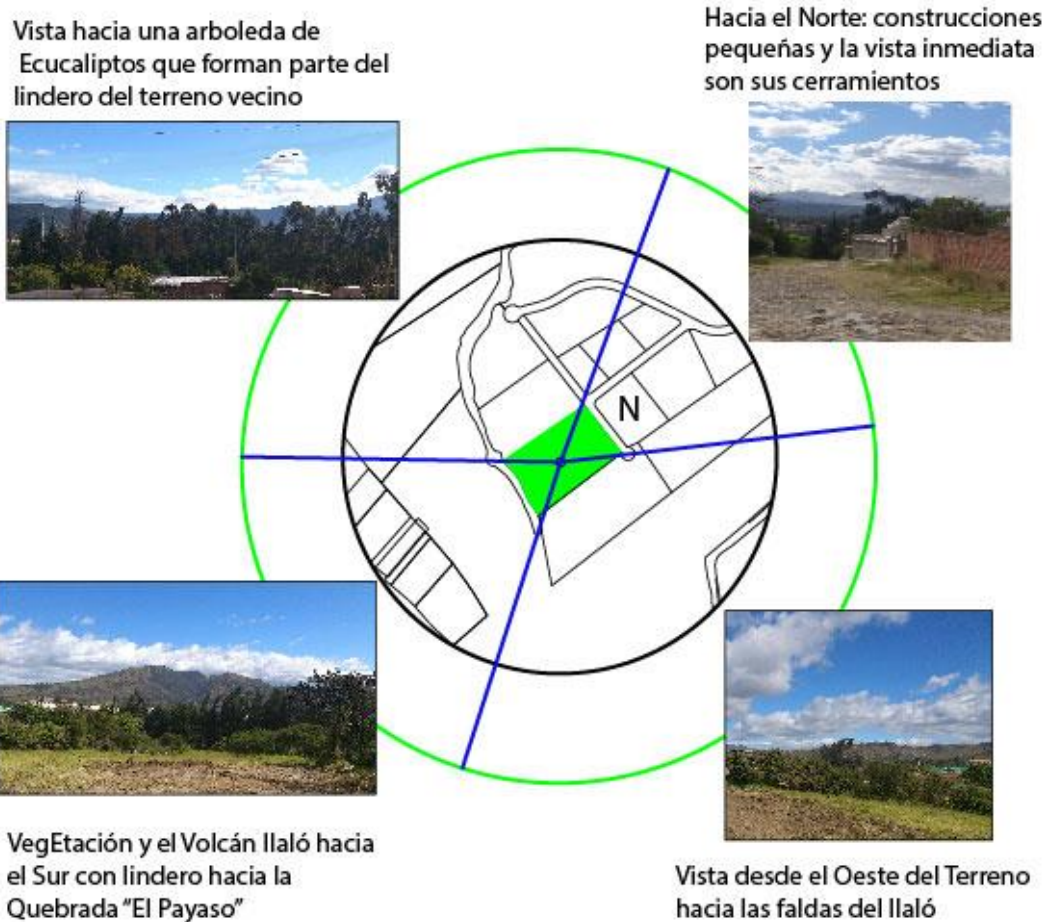 Vista hacia una arboleda de
Ecucaliptos que forman parte del
lindero del terreno vecino
Hacia el Norte: construcciones
pequeñas y la vista inmediata
son sus cerramientos
N
VegEtación y el Volcán Ilaló hacia
el Sur con lindero hacia la
Quebrada "El Payaso"
Vista desde el Oeste del Terreno
hacia las faldas del Ilaló